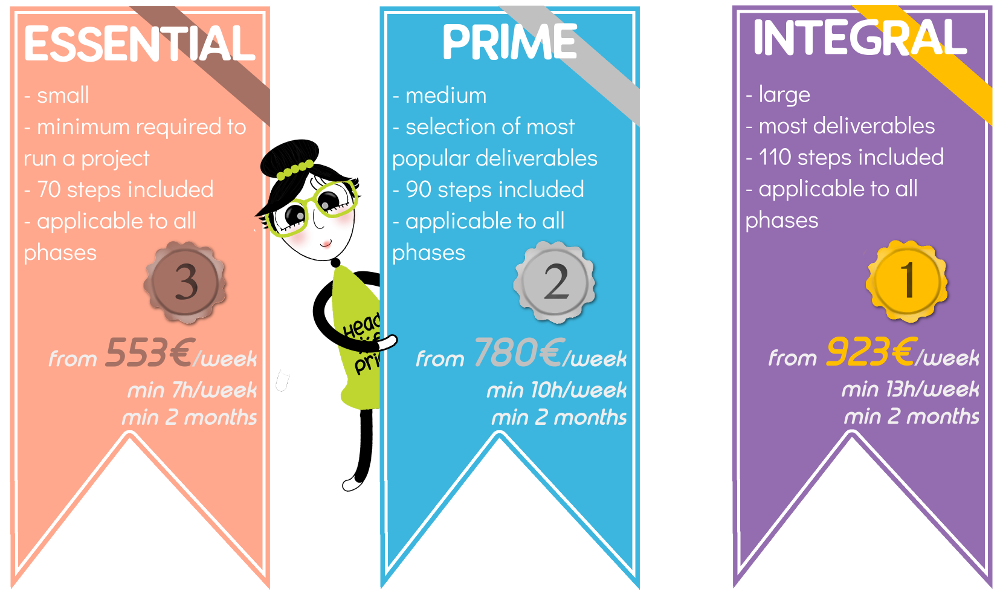 ESSENTIAL
- small
- minimum required to
run a project
- 70 steps included
- applicable to all
phases
3
from 553€/week
min 7h/week
min 2 months
Head
PRIME
- medium
- selection of most
popular deliverables
- 90 steps included
- applicable to all
phases
2
from 780€/week
min 10h/week
min 2 months
INTEGRAL
- large
- most deliverables
- 110 steps included
- applicable to all
phases
1
from 923€/week
min 13h/week
min 2 months